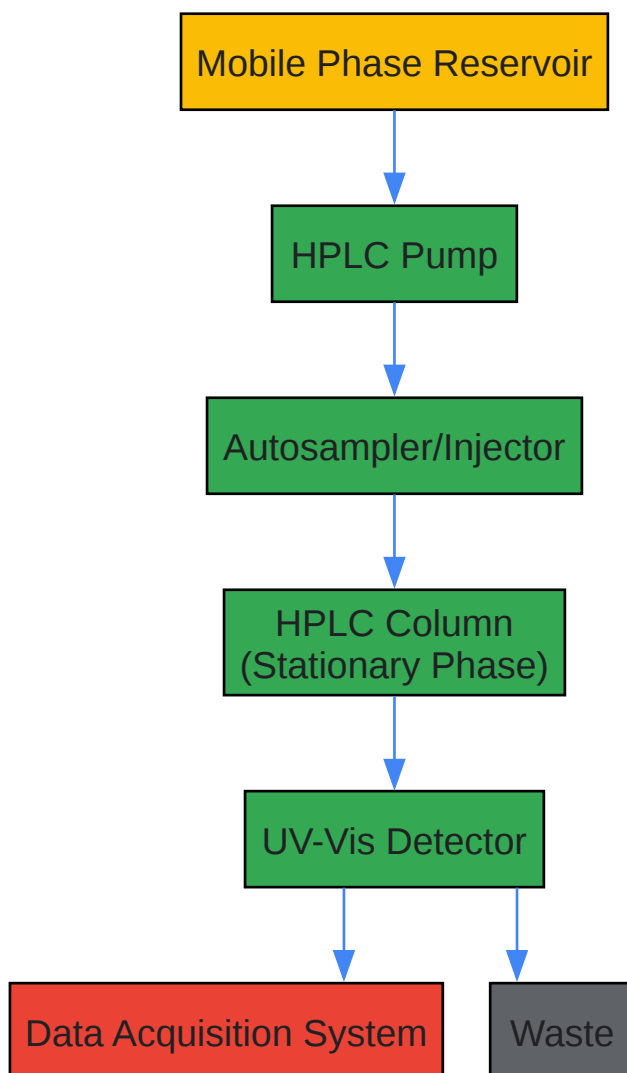 Mobile Phase Reservoir
HPLC Pump
Autosampler/Injector
HPLC Column
(Stationary Phase)
UV-Vis Detector
Data Acquisition System
Waste